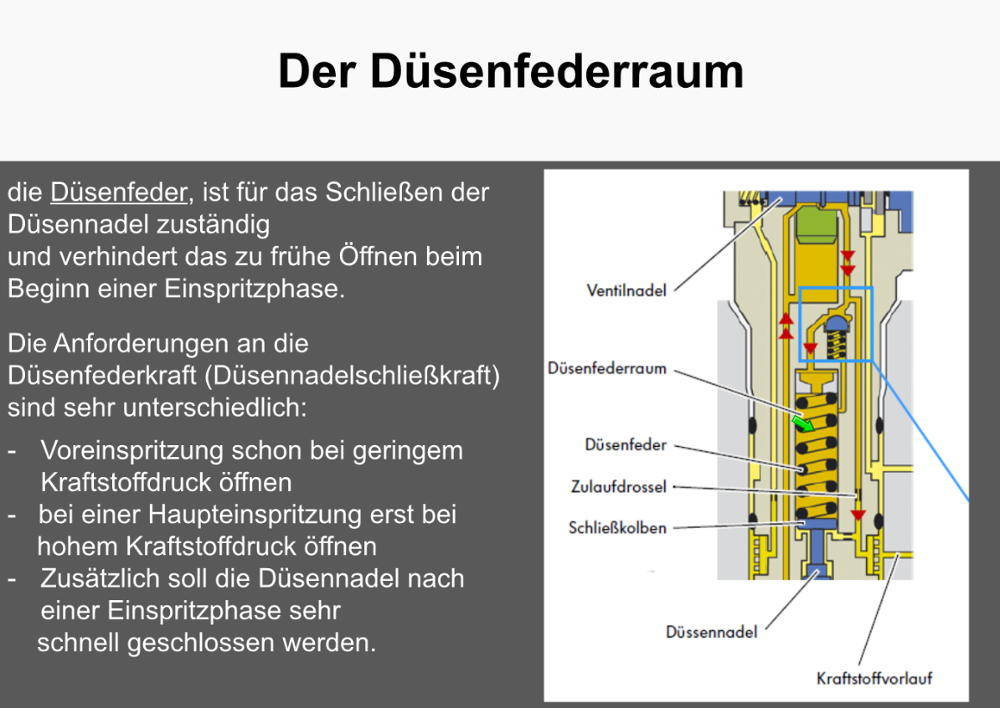 Der Düsenfederraum
die Düsenfeder, ist für das Schließen der
Düsennadel zuständig
und verhindert das zu frühe Öffnen beim
Beginn einer Einspritzphase.
Die Anforderungen an die
Düsenfederkraft (Düsennadelschließkraft)
sind sehr unterschiedlich:
- Voreinspritzung schon bei geringem
Kraftstoffdruck öffnen
- bei einer Haupteinspritzung erst bei
hohem Kraftstoffdruck öffnen
- Zusätzlich soll die Düsennadel nach
einer Einspritzphase sehr
schnell geschlossen werden.
Ventilnadel
Düsenfederraum
Düsenfeder
Zulaufdrossel
Schließkolben
Düssennadel
Kraftstoffvorlauf